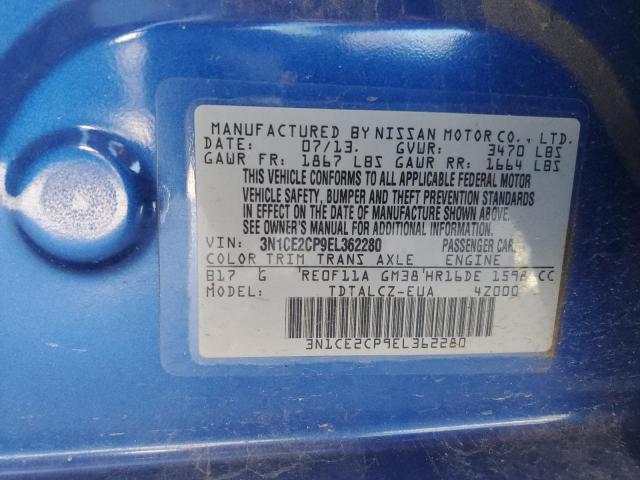 MANUFACTURED BY NISSAN MOTOR CO., LTD.
DATE: 07/13. GVWR: 3470 LBS
GAWR FR: 1867 LBS GAWR RR: 1664 LBS
THIS VEHICLE CONFORMS TO ALL APPLICABLE FEDERAL MOTOR
VEHICLE SAFETY, BUMPER AND THEFT PREVENTION STANDARDS
IN EFFECT ON THE DATE OF MANUFACTURE SHOWN ABOVE.
SEE OWNER'S MANUAL FOR ADDITIONAL INFORMATION.
VIN: 3N1CE2CP9EL362280 PASSENGER CAR
COLOR TRIM TRANS AXLE ENGINE
B17 G RE0F11A GM38 HR16DE 1598 CC
MODEL: TDTALCZ-EUA 4Z000
3N1CE2CP9EL362280